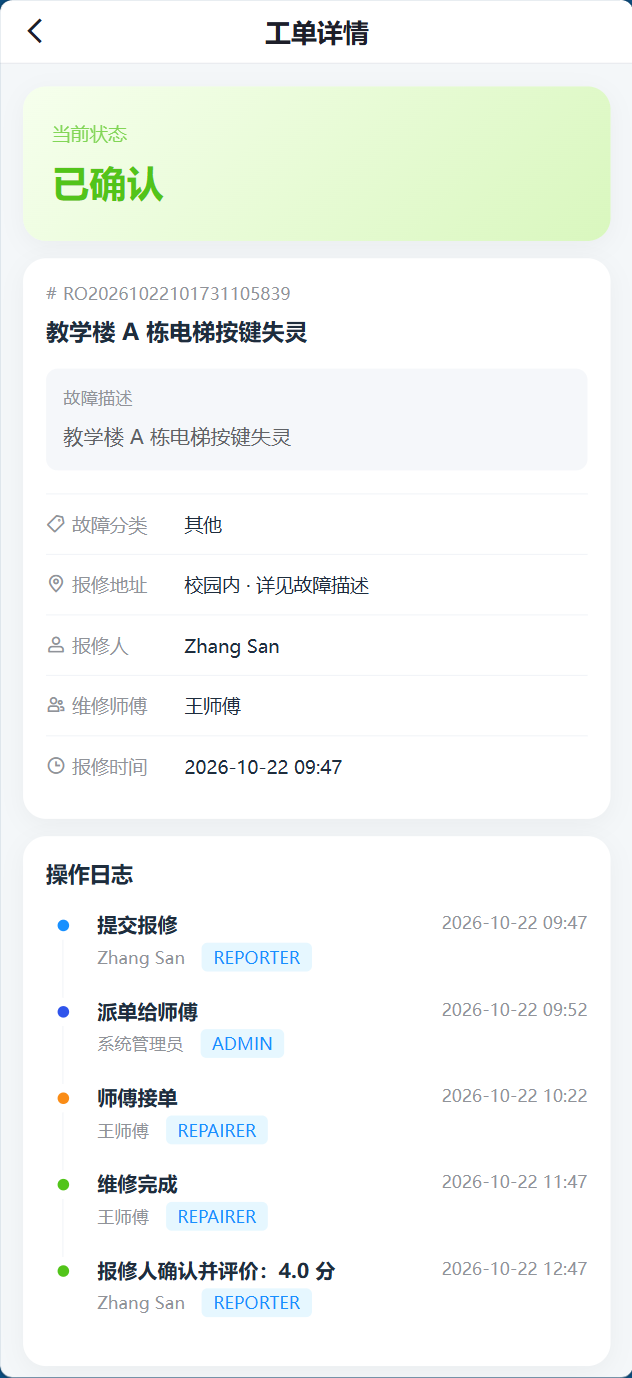 工单详情
当前状态
已确认
# RO20261022101731105839
教学楼 A 栋电梯按键失灵
故障描述
教学楼 A 栋电梯按键失灵
故障分类 其他
报修地址 校园内 · 详见故障描述
报修人 Zhang San
维修师傅 王师傅
报修时间 2026-10-22 09:47
操作日志
提交报修 2026-10-22 09:47
Zhang San REPORTER
派单给师傅 2026-10-22 09:52
系统管理员 ADMIN
师傅接单 2026-10-22 10:22
王师傅 REPAIRER
维修完成 2026-10-22 11:47
王师傅 REPAIRER
报修人确认并评价：4.0 分 2026-10-22 12:47
Zhang San REPORTER